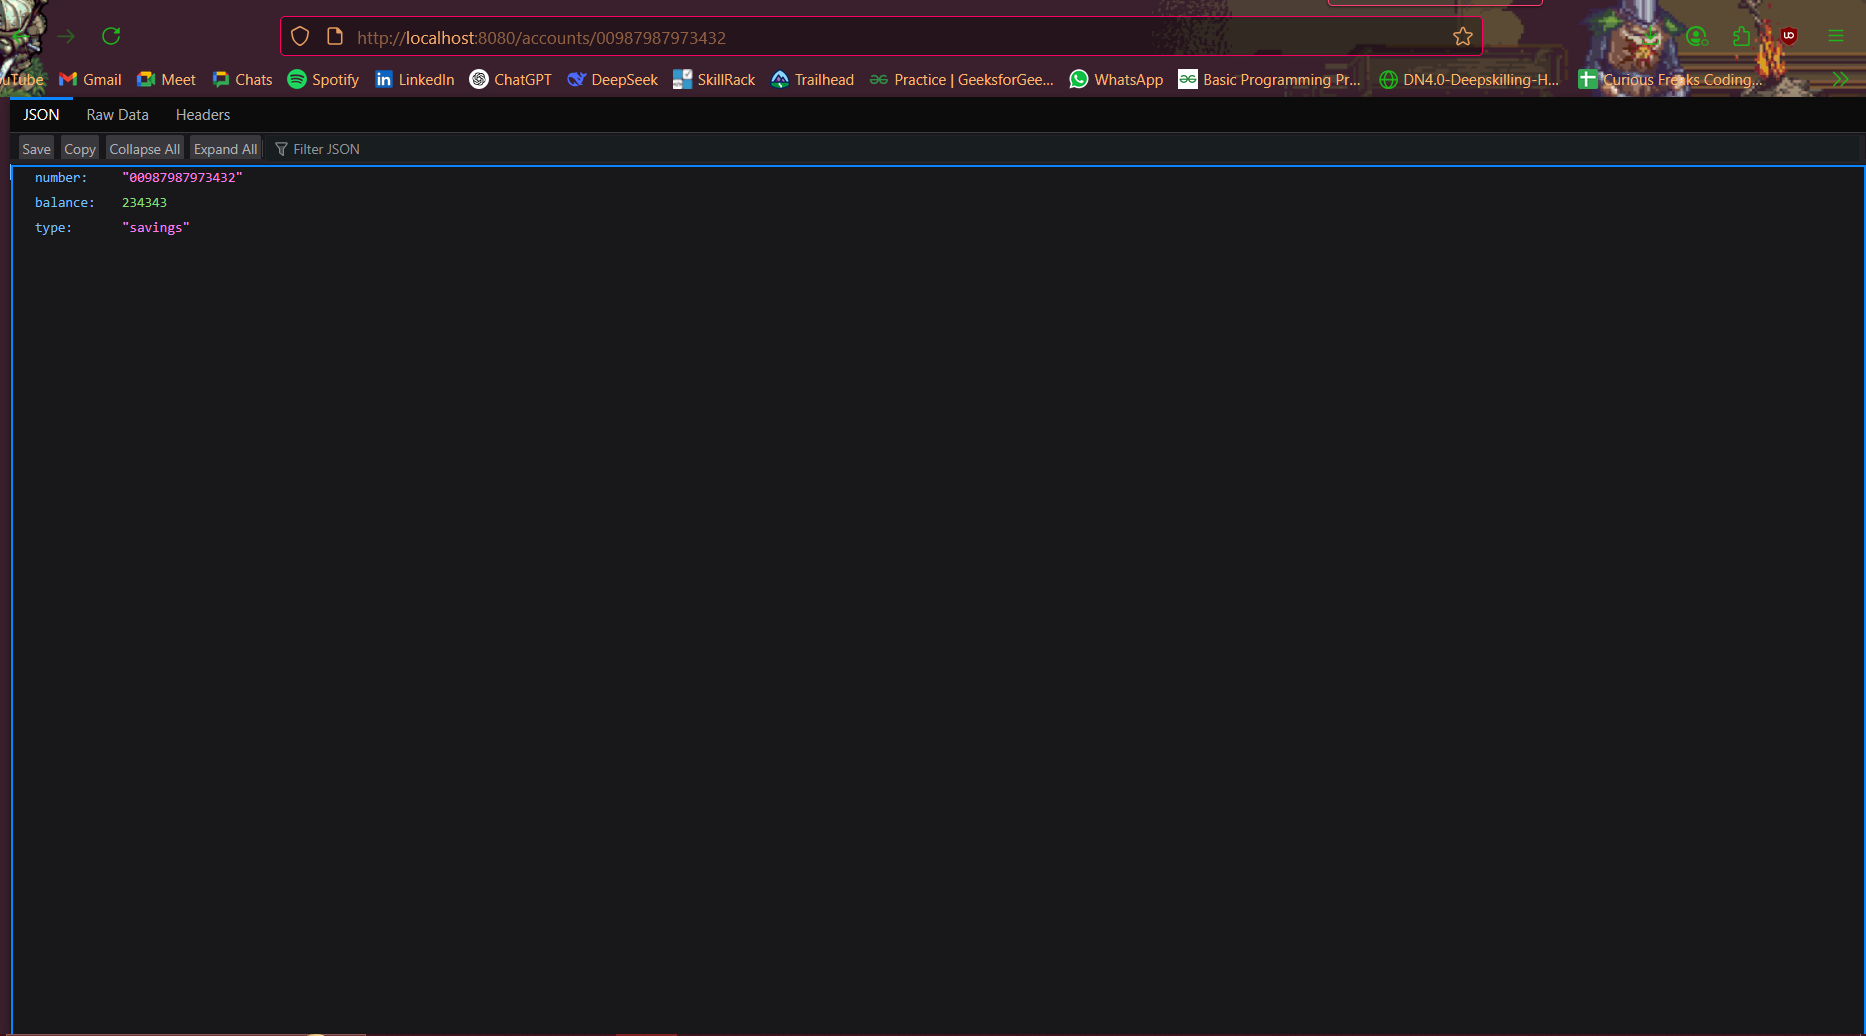 http://localhost:8080/accounts/00987987973432
uTube Gmail Meet Chats Spotify LinkedIn ChatGPT DeepSeek SkillRack Trailhead Practice | GeeksforGee... WhatsApp Basic Programming Pr... DN4.0-Deepskilling-H... Curious Freaks Coding...
JSON Raw Data Headers
Save Copy Collapse All Expand All Filter JSON
number: "00987987973432"
balance: 234343
type: "savings"